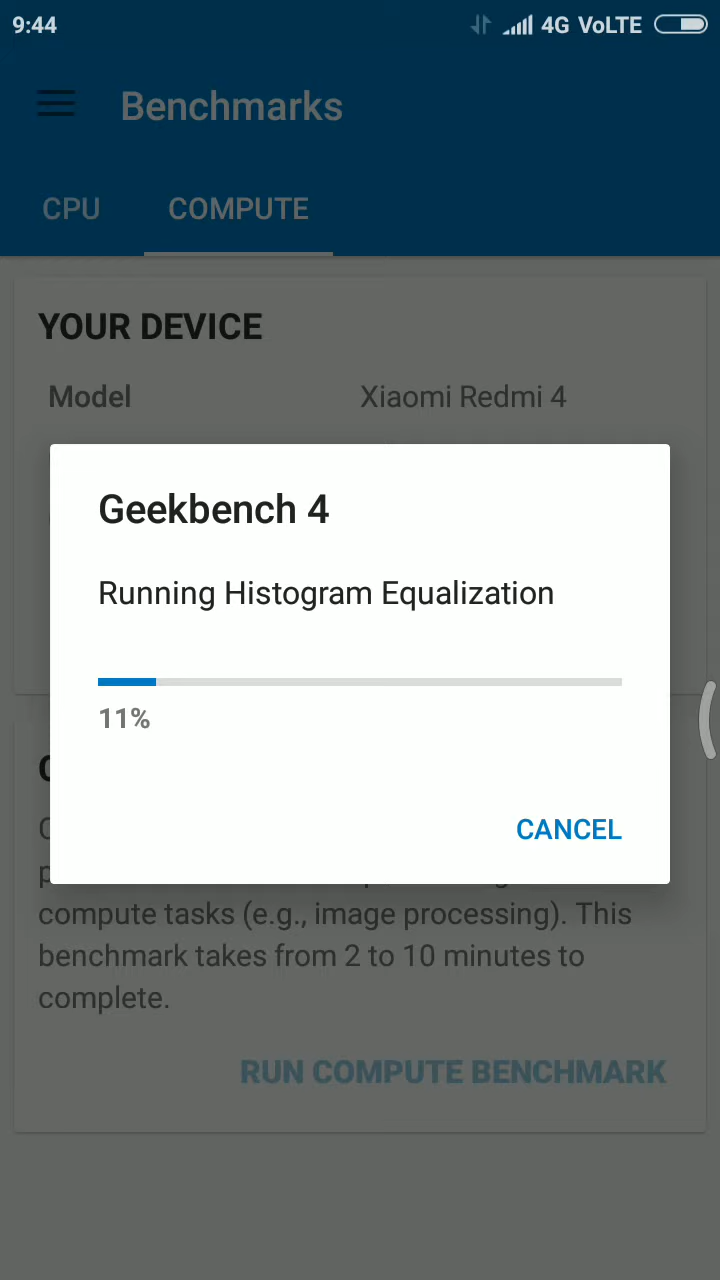 9:44 4G VoLTE
Benchmarks
CPU COMPUTE
YOUR DEVICE
Model Xiaomi Redmi 4
Geekbench 4
Running Histogram Equalization
11%
CANCEL
compute tasks (e.g., image processing). This
benchmark takes from 2 to 10 minutes to
complete.
RUN COMPUTE BENCHMARK